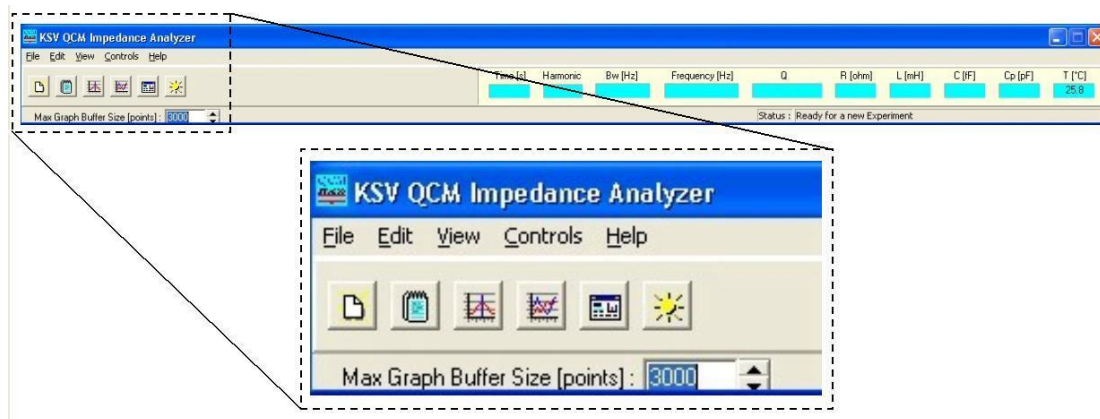 KSV QCM Impedance Analyzer
File Edit View Controls Help
Time [s] Harmonic Bw [Hz] Frequency [Hz] Q R [ohm] L [mH] C [fF] Cp [pF] T [°C]
25.8
Max Graph Buffer Size [points] : 3000
Status : Ready for a new Experiment
KSV QCM Impedance Analyzer
File Edit View Controls Help
Max Graph Buffer Size [points] : 3000